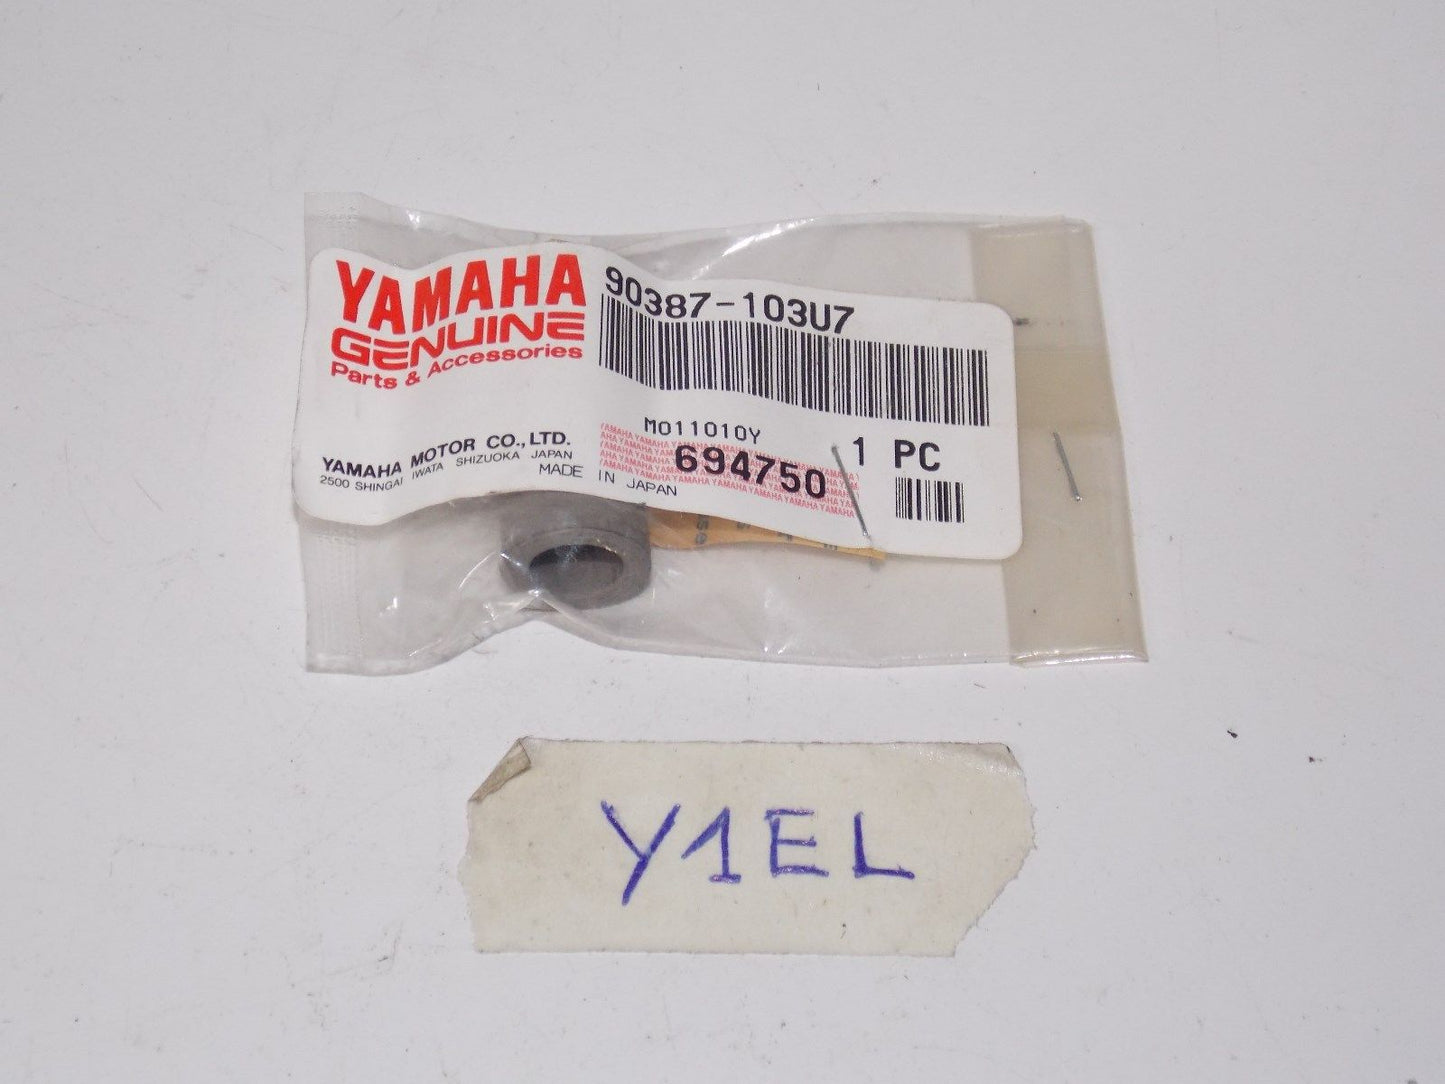 YAMAHA
GENUINE
Parts & Accessories
90387-103U7
M011010Y
694750
1 PC
YAMAHA MOTOR CO., LTD.
2500 SHINGAI IWATA SHIZUOKA JAPAN
MADE IN JAPAN
Y1EL